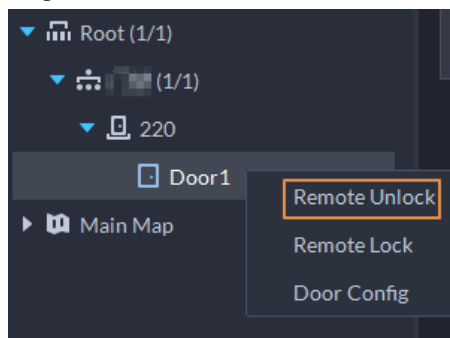 Root (1/1)
(1/1)
220
Door1
Remote Unlock
Main Map
Remote Lock
Door Config